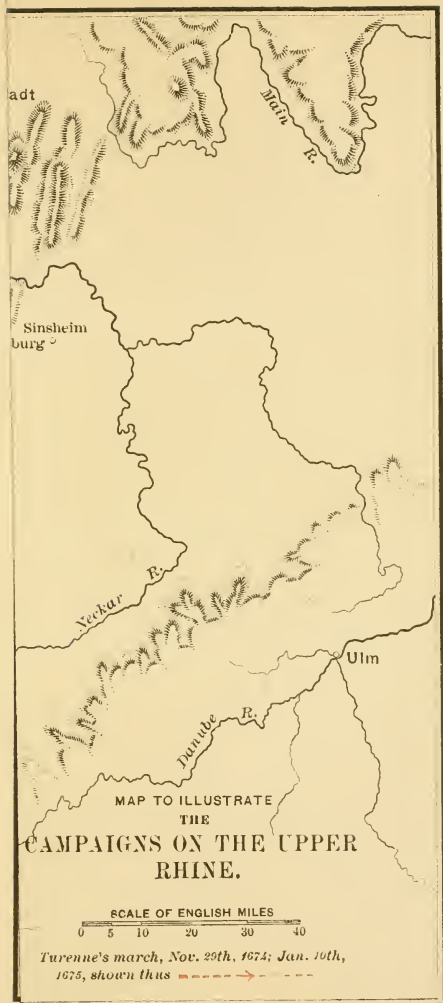 adt
Main R.
Sinsheim
burg
Neckar R.
Ulm
Danube R.
MAP TO ILLUSTRATE
THE
CAMPAIGNS ON THE UPPER
RHINE.
SCALE OF ENGLISH MILES
0 5 10 20 30 40
Turenne's march, Nov. 29th, 1674; Jan. 10th,
1675, shown thus